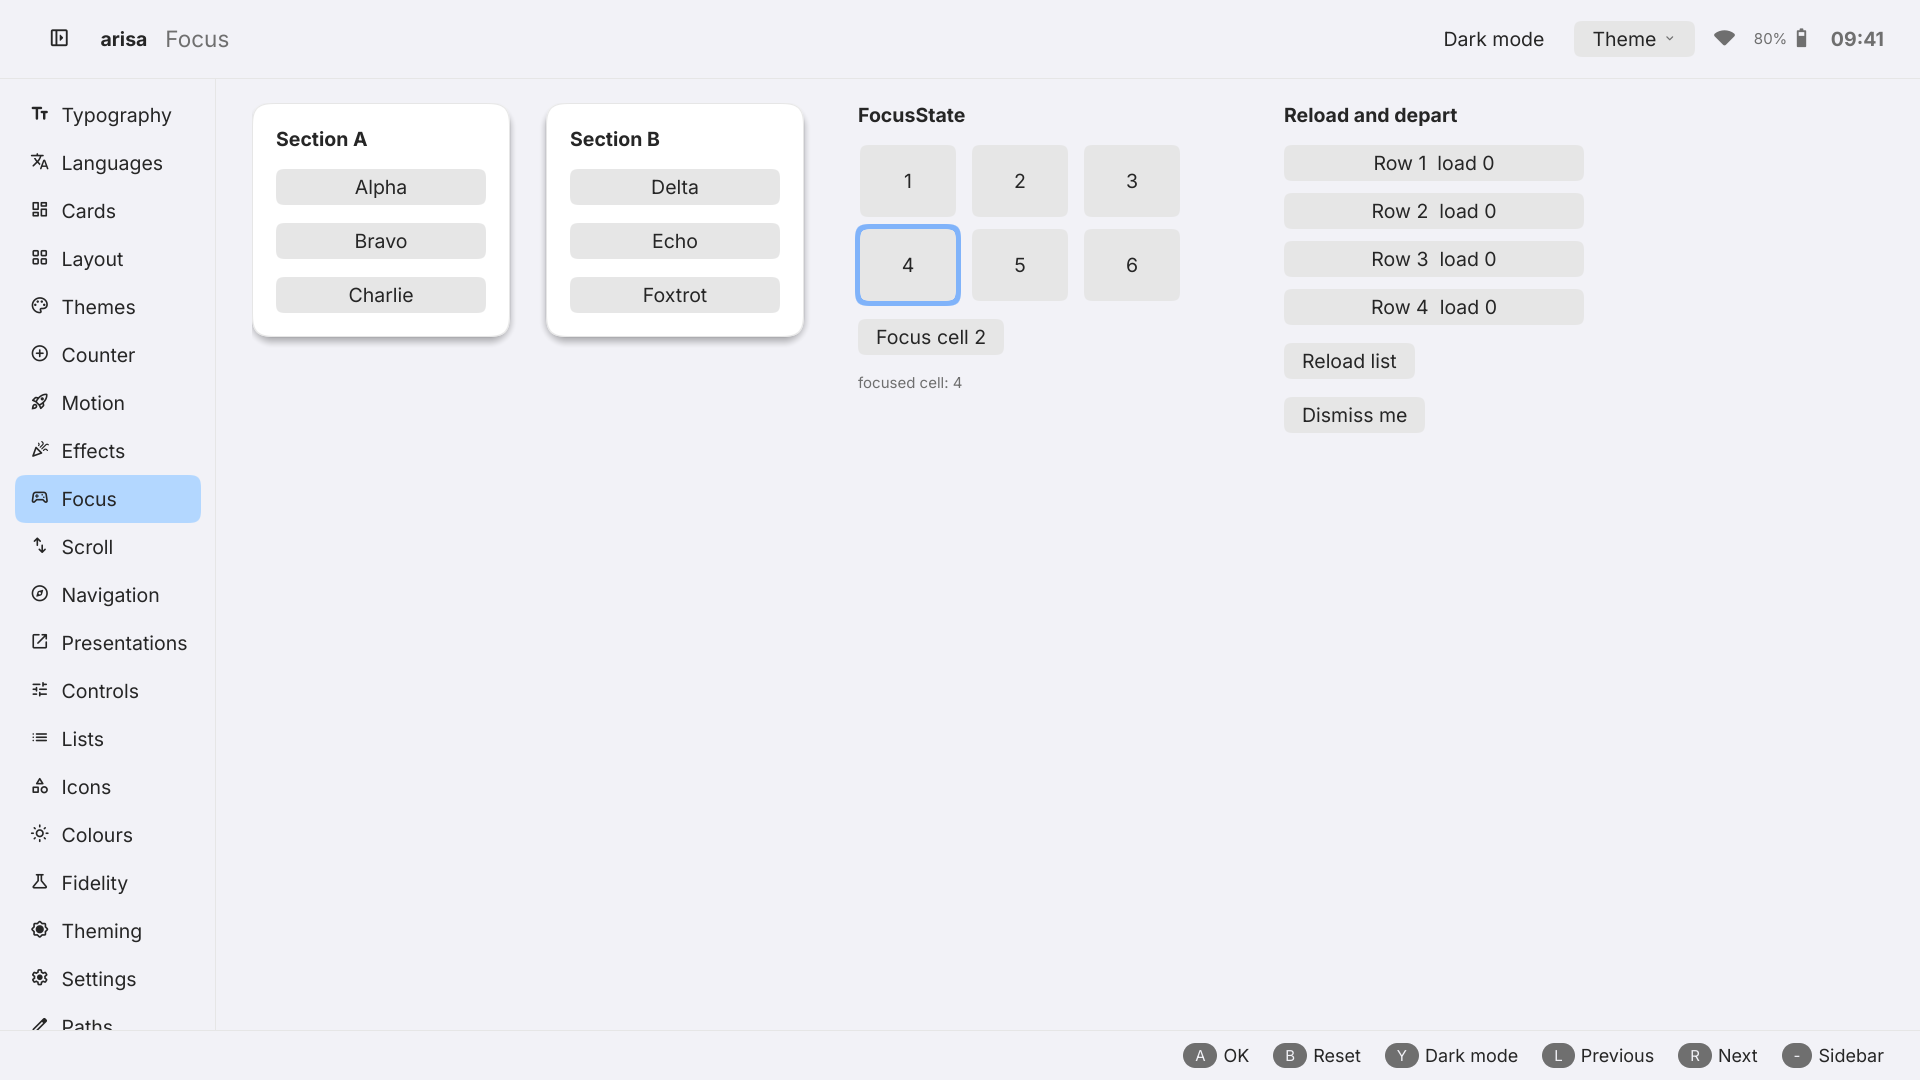 arisa Focus
Dark mode
Theme
80%
09:41
Typography
Languages
Cards
Layout
Themes
Counter
Motion
Effects
Focus
Scroll
Navigation
Presentations
Controls
Lists
Icons
Colours
Fidelity
Theming
Settings
Paths
Section A
Alpha
Bravo
Charlie
Section B
Delta
Echo
Foxtrot
FocusState
1 2 3
4 5 6
Focus cell 2
focused cell: 4
Reload and depart
Row 1 load 0
Row 2 load 0
Row 3 load 0
Row 4 load 0
Reload list
Dismiss me
A OK B Reset Y Dark mode L Previous R Next - Sidebar